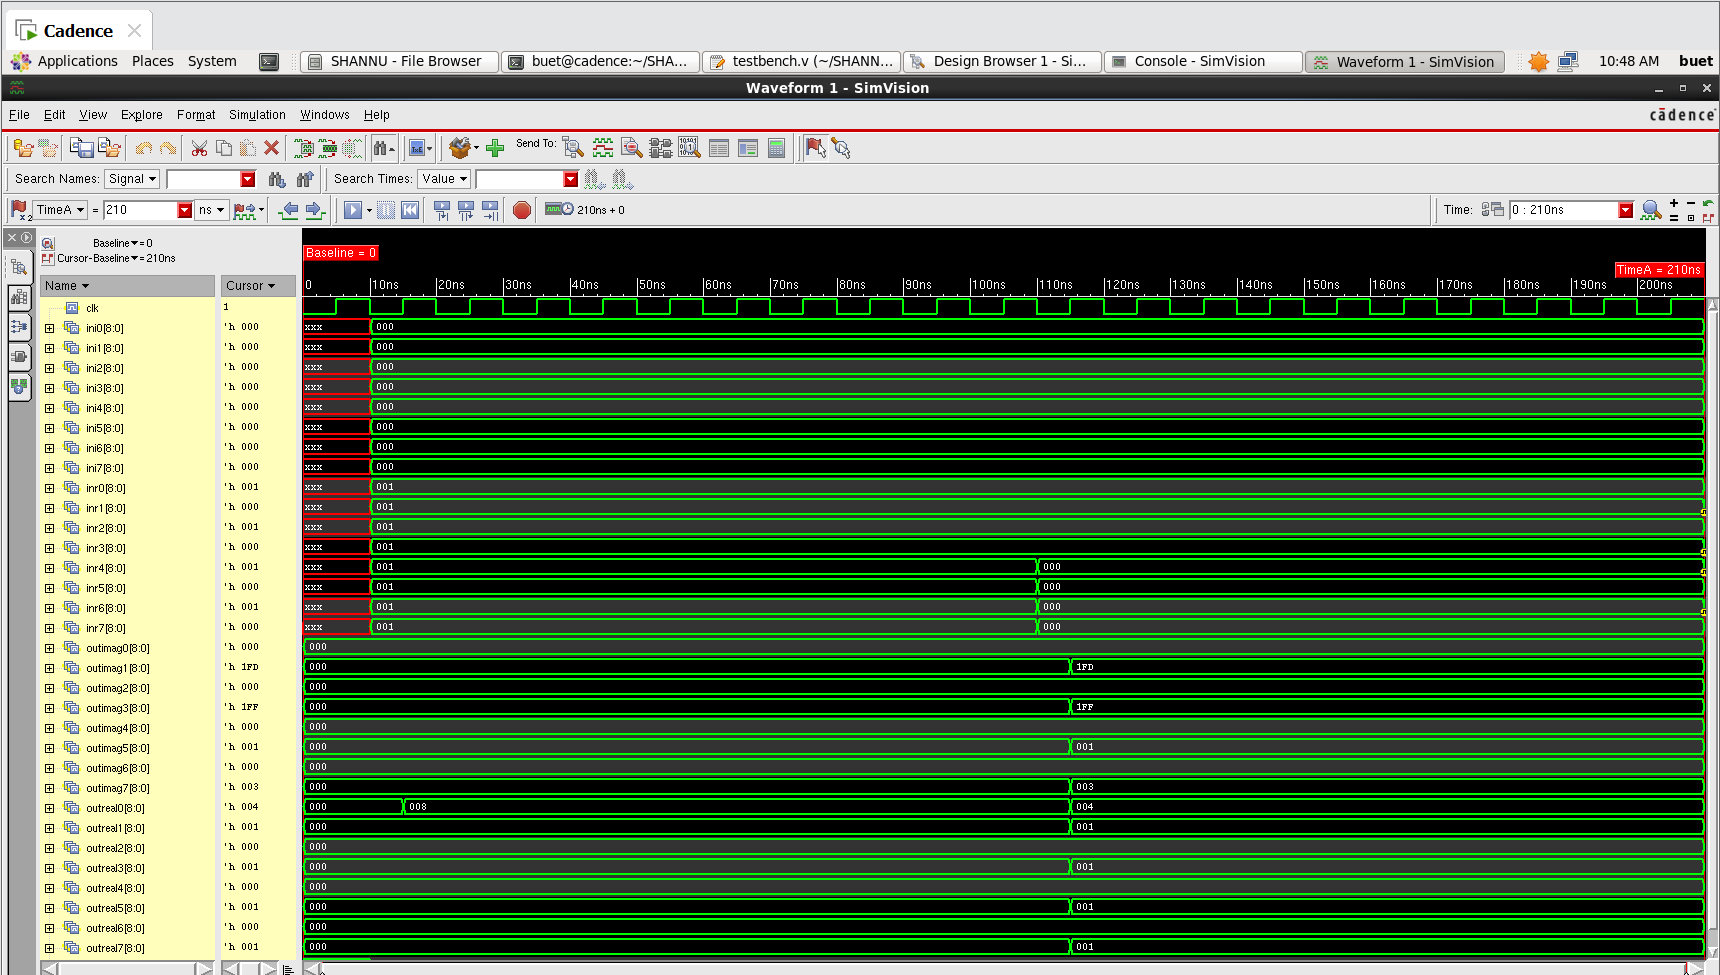 Cadence
Applications Places System SHANNU - File Browser buet@cadence:~/SHA... testbench.v (~/SHANN... Design Browser 1 - Si... Console - SimVision Waveform 1 - SimVision 10:48 AM buet
Waveform 1 - SimVision
File Edit View Explore Format Simulation Windows Help cādence
Send To:
Search Names: Signal Search Times: Value
TimeA = 210 ns 210ns + 0 Time: 0 : 210ns
Baseline = 0
Cursor-Baseline = 210ns
Baseline = 0
TimeA = 210ns
Name Cursor 0 10ns 20ns 30ns 40ns 50ns 60ns 70ns 80ns 90ns 100ns 110ns 120ns 130ns 140ns 150ns 160ns 170ns 180ns 190ns 200ns
clk 1
ini0[8:0] 'h 000 xxx 000
ini1[8:0] 'h 000 xxx 000
ini2[8:0] 'h 000 xxx 000
ini3[8:0] 'h 000 xxx 000
ini4[8:0] 'h 000 xxx 000
ini5[8:0] 'h 000 xxx 000
ini6[8:0] 'h 000 xxx 000
ini7[8:0] 'h 000 xxx 000
inr0[8:0] 'h 001 xxx 001
inr1[8:0] 'h 000 xxx 001
inr2[8:0] 'h 001 xxx 001
inr3[8:0] 'h 000 xxx 001
inr4[8:0] 'h 001 xxx 001 000
inr5[8:0] 'h 000 xxx 001 000
inr6[8:0] 'h 001 xxx 001 000
inr7[8:0] 'h 000 xxx 001 000
outimag0[8:0] 'h 000 000
outimag1[8:0] 'h 1FD 000 1FD
outimag2[8:0] 'h 000 000
outimag3[8:0] 'h 1FF 000 1FF
outimag4[8:0] 'h 000 000
outimag5[8:0] 'h 001 000 001
outimag6[8:0] 'h 000 000
outimag7[8:0] 'h 003 000 003
outreal0[8:0] 'h 004 000 008 004
outreal1[8:0] 'h 001 000 001
outreal2[8:0] 'h 000 000
outreal3[8:0] 'h 001 000 001
outreal4[8:0] 'h 000 000
outreal5[8:0] 'h 001 000 001
outreal6[8:0] 'h 000 000
outreal7[8:0] 'h 001 000 001